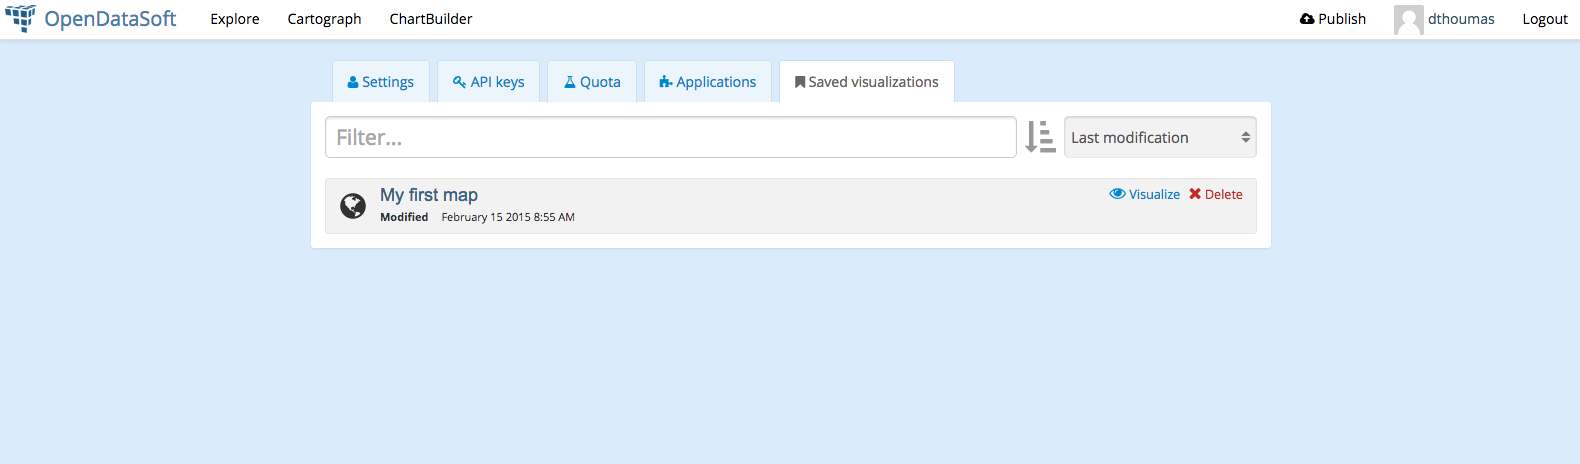 OpenDataSoft Explore Cartograph ChartBuilder Publish dthoumas Logout
Settings API keys Quota Applications Saved visualizations
Filter... Last modification
My first map Visualize Delete
Modified February 15 2015 8:55 AM